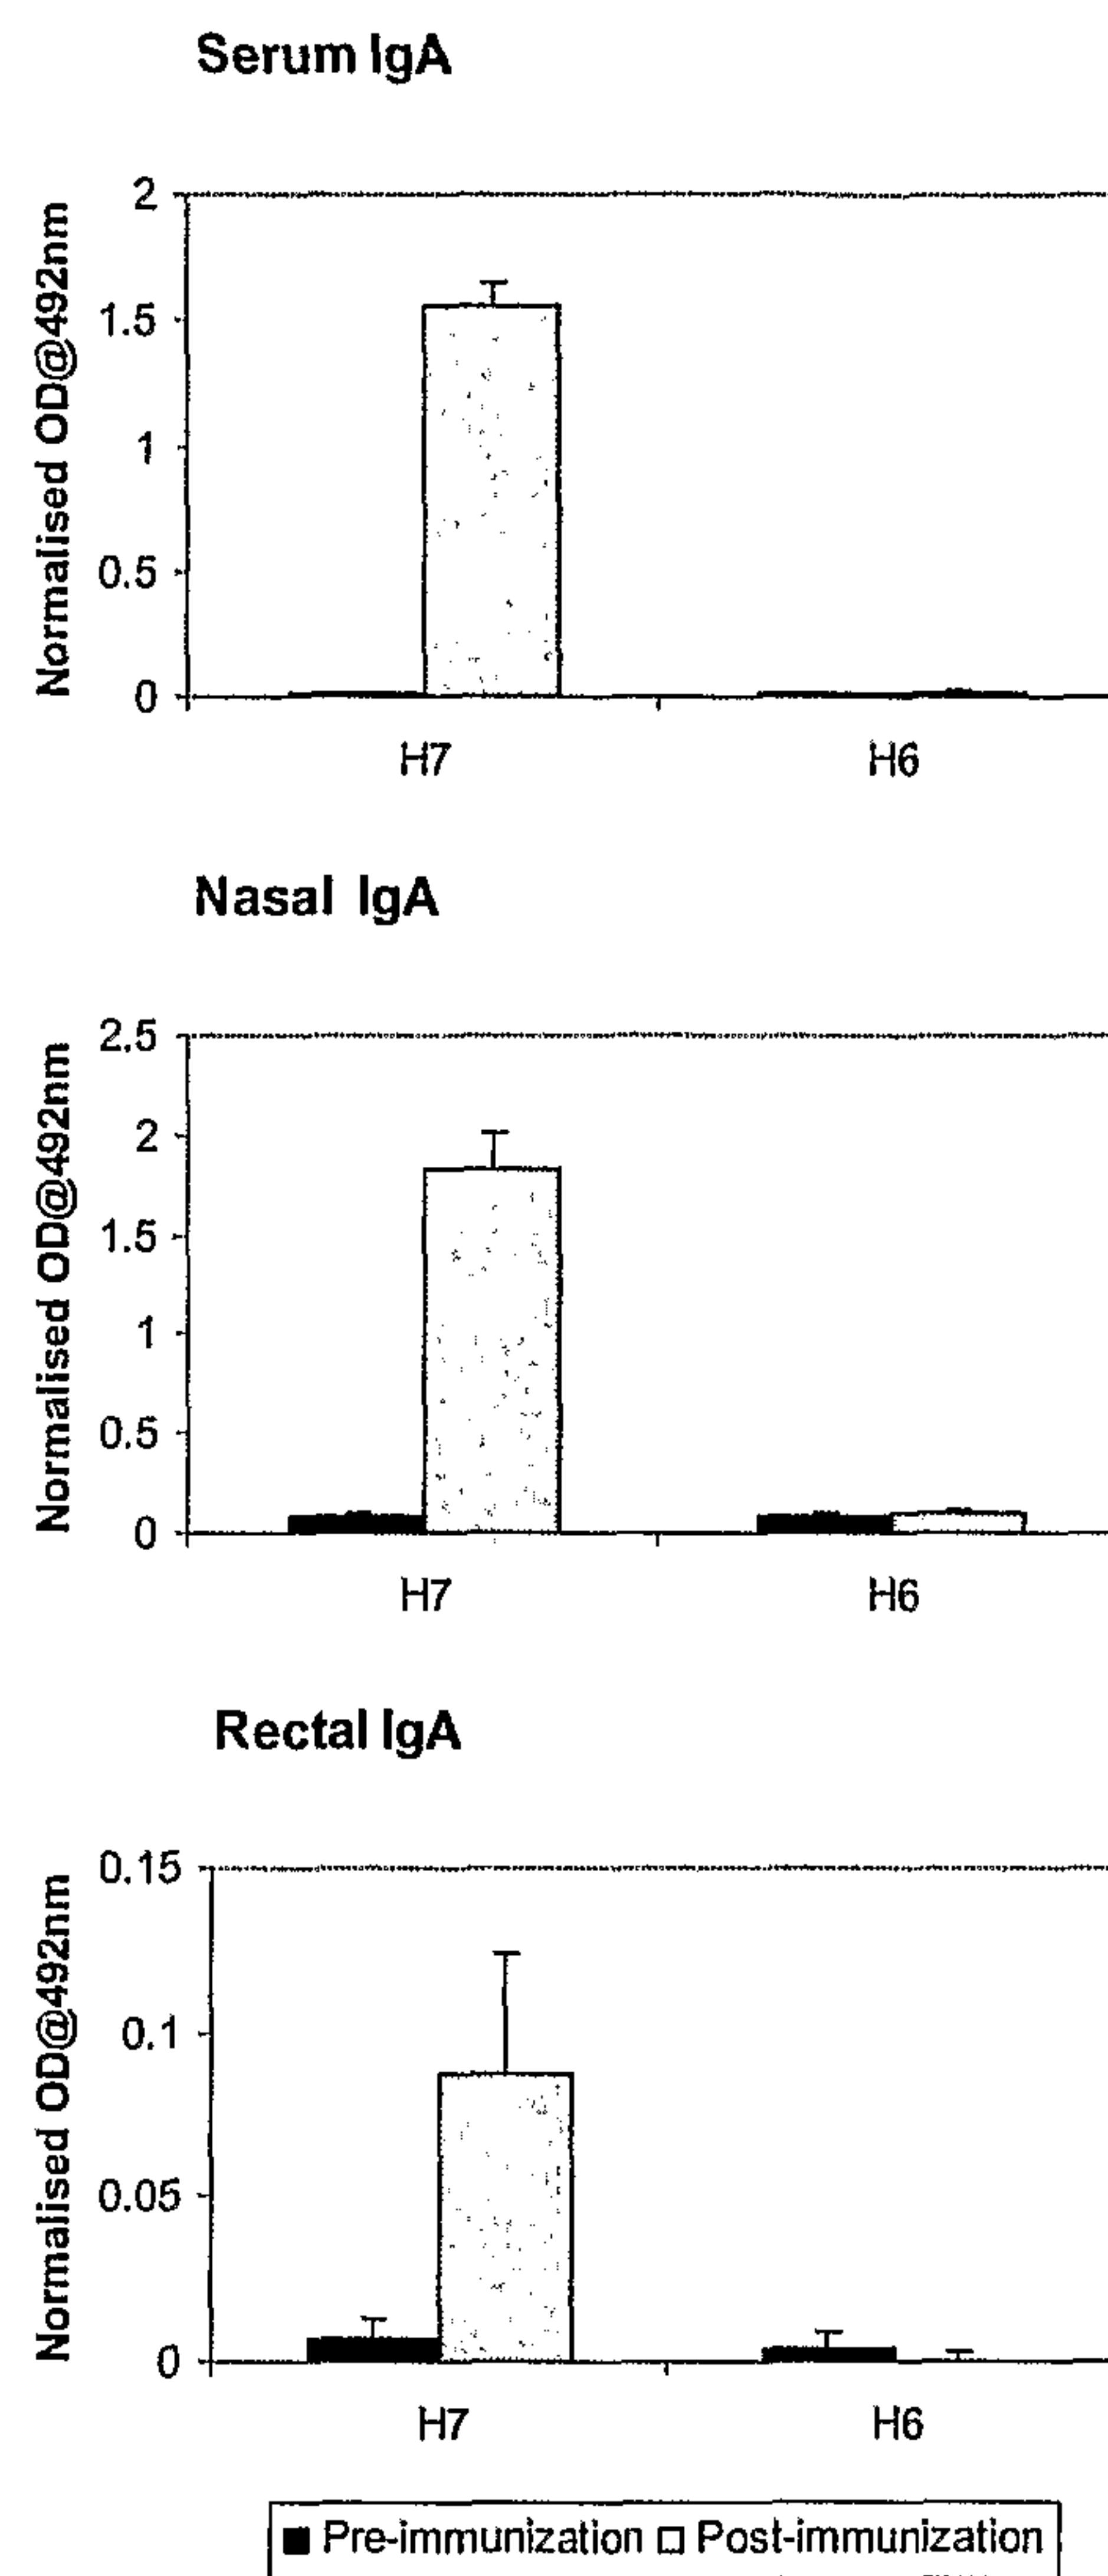 Serum IgA
Normalised OD@492nm
2
1.5
1
0.5
0
H7 H6
Nasal IgA
Normalised OD@492nm
2.5
2
1.5
1
0.5
0
H7 H6
Rectal IgA
Normalised OD@492nm
0.15
0.1
0.05
0
H7 H6
Pre-immunization Post-immunization